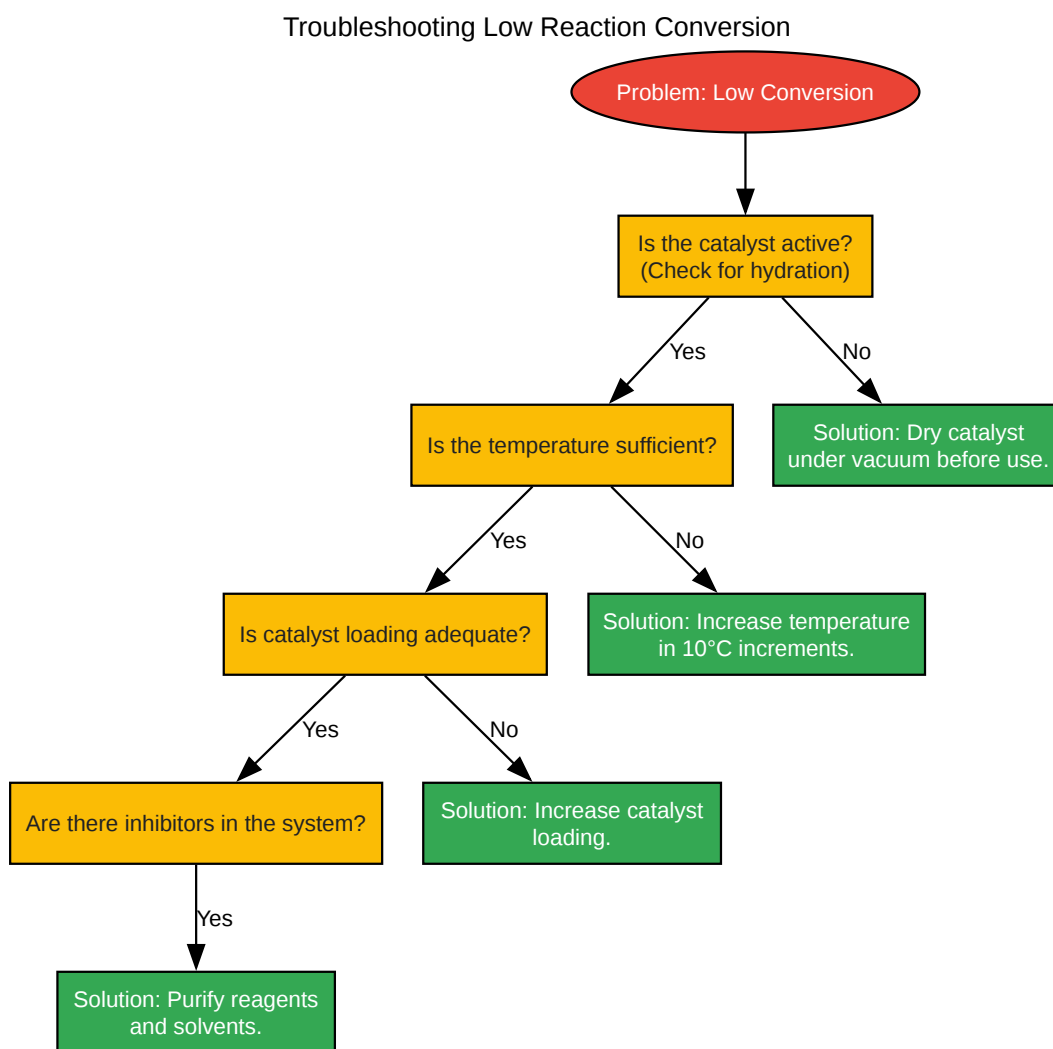 Troubleshooting Low Reaction Conversion
Problem: Low Conversion
Is the catalyst active?
(Check for hydration)
Yes
No
Is the temperature sufficient?
Solution: Dry catalyst
under vacuum before use.
Yes
No
Is catalyst loading adequate?
Solution: Increase temperature
in 10°C increments.
Yes
No
Are there inhibitors in the system?
Solution: Increase catalyst
loading.
Yes
Solution: Purify reagents
and solvents.